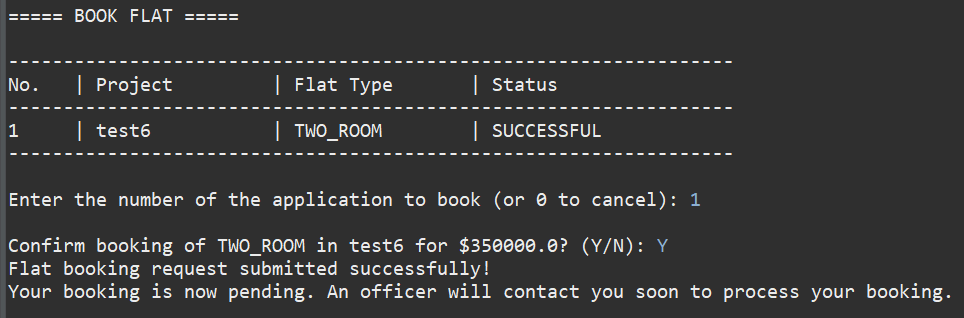 ===== BOOK FLAT =====
------------------------------------------------------------------
No.   | Project          | Flat Type       | Status
------------------------------------------------------------------
1     | test6            | TWO_ROOM        | SUCCESSFUL
------------------------------------------------------------------
Enter the number of the application to book (or 0 to cancel): 1
Confirm booking of TWO_ROOM in test6 for $350000.0? (Y/N): Y
Flat booking request submitted successfully!
Your booking is now pending. An officer will contact you soon to process your booking.